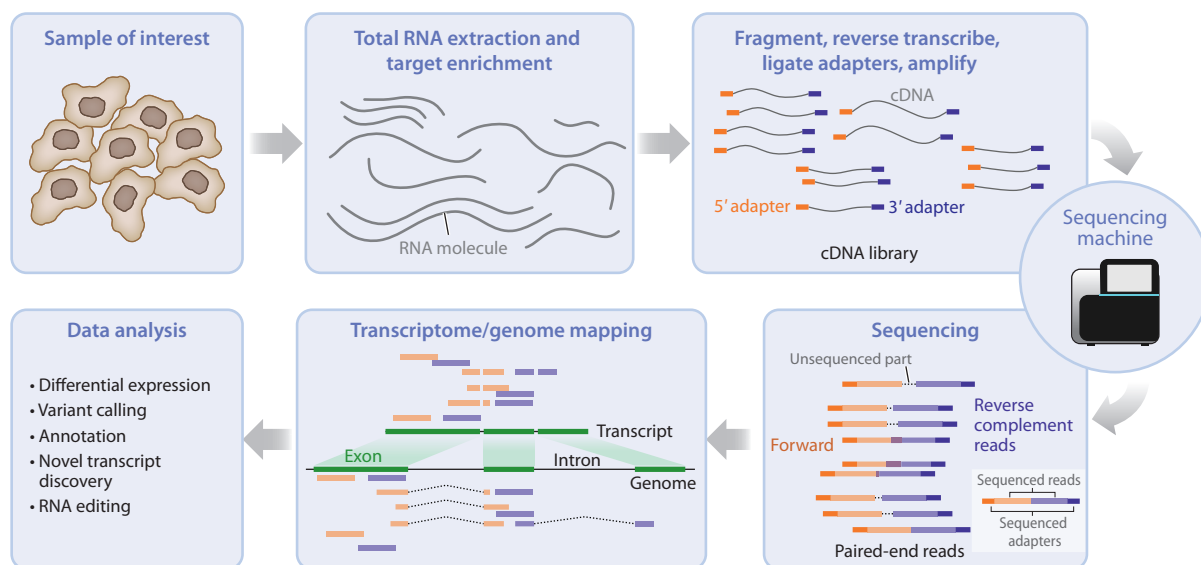 Sample of interest
Total RNA extraction and
target enrichment
RNA molecule
Fragment, reverse transcribe,
ligate adapters, amplify
cDNA
5′ adapter
3′ adapter
cDNA library
Sequencing
machine
Sequencing
Unsequenced part
Reverse
complement
reads
Forward
Sequenced reads
Sequenced
adapters
Paired-end reads
Transcriptome/genome mapping
Transcript
Exon
Intron
Genome
Data analysis
• Differential expression
• Variant calling
• Annotation
• Novel transcript
discovery
• RNA editing